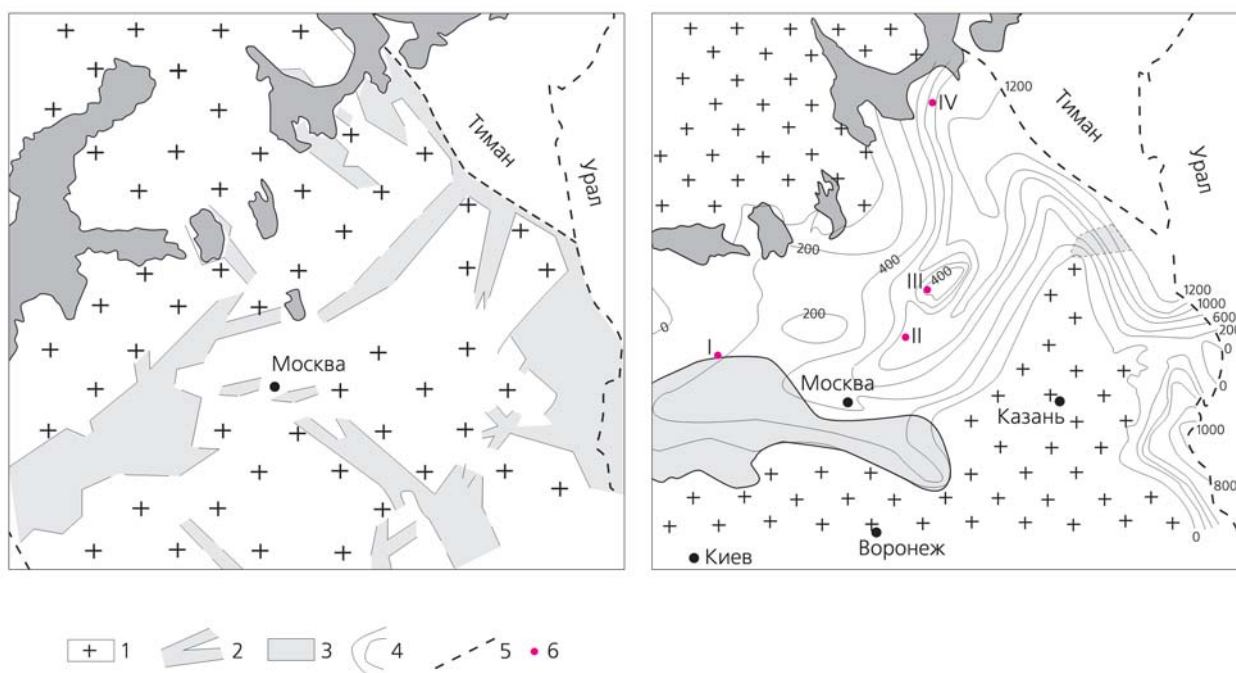 Тиман
Урал
Москва
1200
IV
Тиман
Урал
200
400
III
400
200
0
II
I
1200
1000
600
200
0
Москва
Казань
0
1000
800
0
Воронеж
Киев
1
2
3
4
5
6